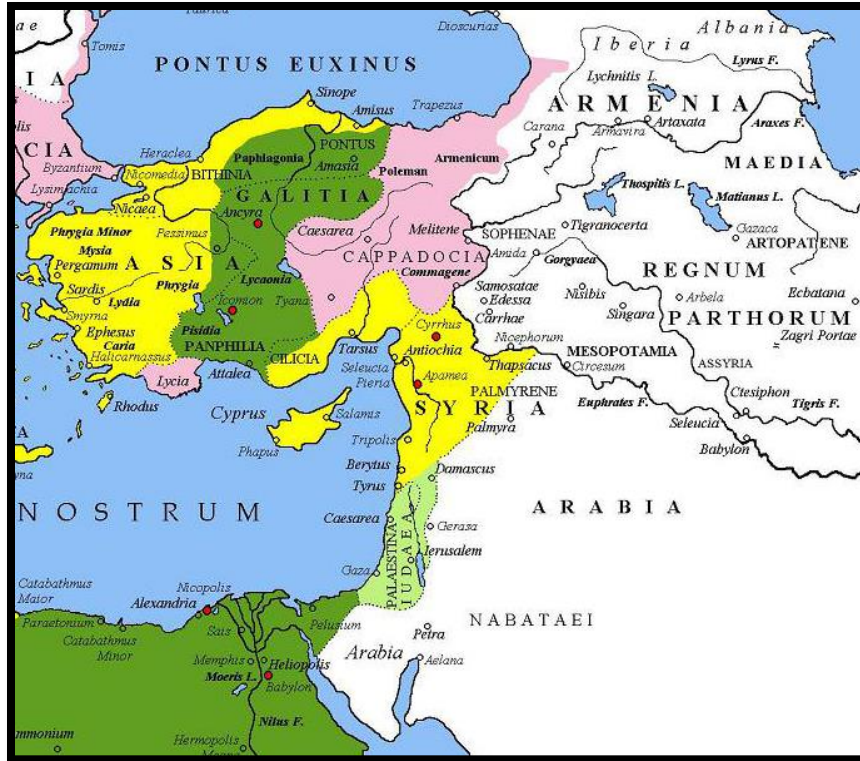 Albania
Dioscurias
Iberia
Tomis
Lyrus F.
PONTUS EUXINUS
Lychnitis L.
I A
ARMENIA
Sinope
Trapezus
Amisus
Carana
Armavira
Artaxata
Araxes F.
PONTUS
Heraclea
Paphlagonia
Amasia
Armenicum
MAEDIA
CIA
Byzantium
Nicomedia
BITHINIA
Poleman
Lysimachia
GALITIA
Thospitis L.
Matianus L.
Nicaea
Ancyra
Melitene
SOPHENAE
Tigranocerta
Gazaca
Phrygia Minor
Pessimus
Caesarea
Amida
ARTOPATENE
Mysia
CAPPADOCIA
Gorgyaea
Pergamum
ASIA
Lycaonia
Commagene
REGNUM
Sardis
Phrygia
Tyana
Samosatae
Nisibis
Arbela
Ecbatana
Lydia
Icomion
Edessa
Singara
PARTHORUM
Smyrna
Carrhae
Ephesus
Pisidia
Cyrrhus
Zagri Portae
Caria
PANPHILIA
Tarsus
Nicephorum
Halicarnassus
CILICIA
Antiochia
MESOPOTAMIA
Lycia
Attalea
Seleucia
Pieria
Thapsacus
Circesum
ASSYRIA
Apamea
PALMYRENE
Rhodus
Cyprus
Salamis
SYRIA
Euphrates F.
Ctesiphon
Tigris F.
Palmyra
Seleucia
Phapus
Tripolis
Babylon
Berytus
Damascus
Tyrus
NOSTRUM
Caesarea
ARABIA
Gerasa
PALAESTINA
IUDAEA
Ierusalem
Gaza
Catabathmus
Maior
Nicopolis
Alexandria
NABATAEI
Paraetonium
Pelusium
Petra
Catabathmus
Minor
Sais
Arabia
Memphis
Heliopolis
Aelana
Moeris L.
Babylon
Nilus F.
mmonium
Hermopolis